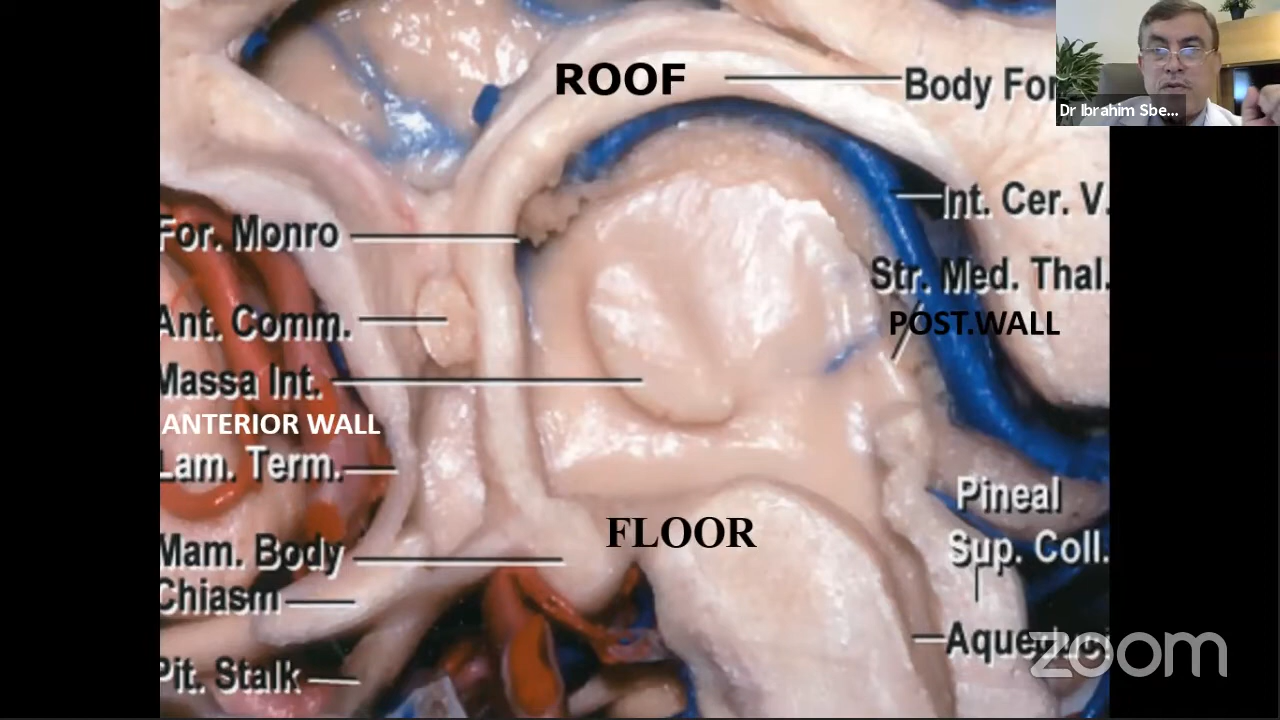 ROOF
Body For
Dr Ibrahim Sbe...
Int. Cer. V.
For. Monro
Str. Med. Thal.
Ant. Comm.
POST.WALL
Massa Int.
ANTERIOR WALL
Lam. Term.
Pineal
FLOOR
Mam. Body
Sup. Coll.
Chiasm
Aqueduct
Pit. Stalk
zoom